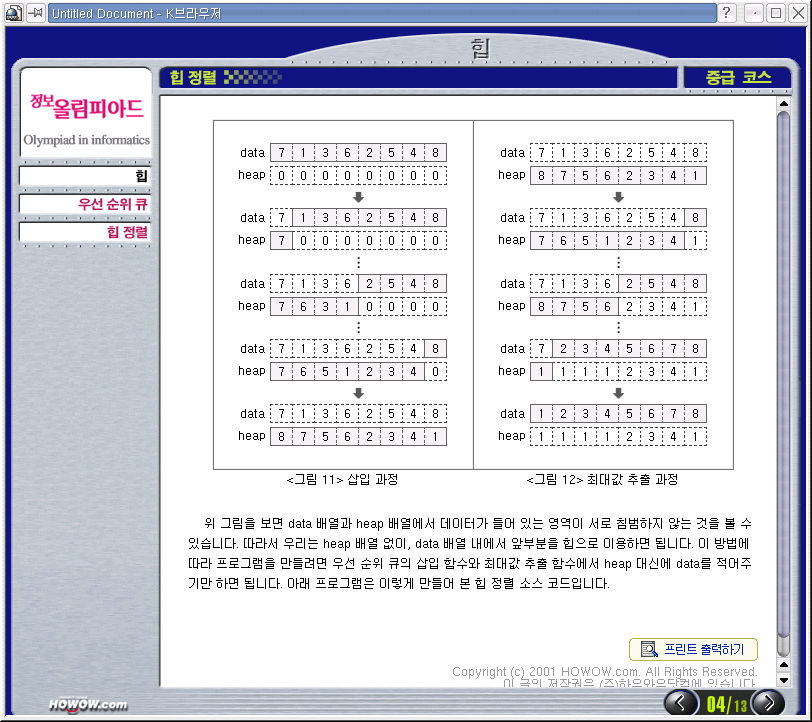 Untitled Document - K브라우저
힙
힙 정렬
중급 코스
정보올림피아드
Olympiad in informatics
힙
우선 순위 큐
힙 정렬
data 7 1 3 6 2 5 4 8
heap 0 0 0 0 0 0 0 0
data 7 1 3 6 2 5 4 8
heap 7 0 0 0 0 0 0 0
data 7 1 3 6 2 5 4 8
heap 7 6 3 1 0 0 0 0
data 7 1 3 6 2 5 4 8
heap 7 6 5 1 2 3 4 0
data 7 1 3 6 2 5 4 8
heap 8 7 5 6 2 3 4 1
<그림 11> 삽입 과정
data 7 1 3 6 2 5 4 8
heap 8 7 5 6 2 3 4 1
data 7 1 3 6 2 5 4 8
heap 7 6 5 1 2 3 4 1
data 7 1 3 6 2 5 4 8
heap 8 7 5 6 2 3 4 1
data 7 2 3 4 5 6 7 8
heap 1 1 1 1 2 3 4 1
data 1 2 3 4 5 6 7 8
heap 1 1 1 1 2 3 4 1
<그림 12> 최대값 추출 과정
위 그림을 보면 data 배열과 heap 배열에서 데이터가 들어 있는 영역이 서로 침범하지 않는 것을 볼 수
있습니다. 따라서 우리는 heap 배열 없이, data 배열 내에서 앞부분을 힙으로 이용하면 됩니다. 이 방법에
따라 프로그램을 만들려면 우선 순위 큐의 삽입 함수와 최대값 추출 함수에서 heap 대신에 data를 적어주
기만 하면 됩니다. 아래 프로그램은 이렇게 만들어 본 힙 정렬 소스 코드입니다.
프린트 출력하기
Copyright (c) 2001 HOWOW.com. All Rights Reserved.
이 글의 저작권은 (주)하우와우닷컴에 있습니다.
HOWOW.com
04/13